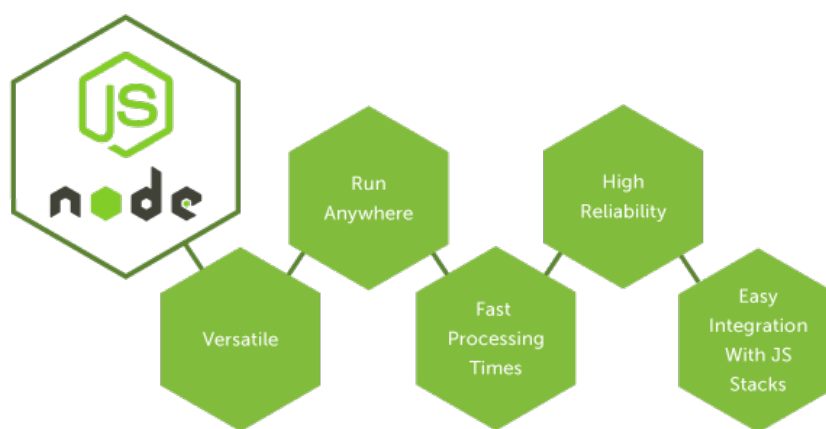 JS
node
Versatile
Run
Anywhere
Fast
Processing
Times
High
Reliability
Easy
Integration
With JS
Stacks